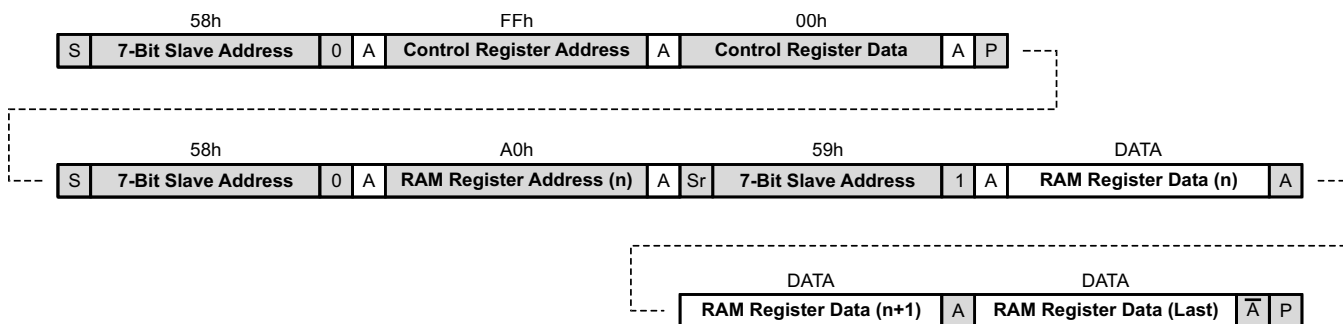 58h FFh 00h
S 7-Bit Slave Address 0 A Control Register Address A Control Register Data A P
58h A0h 59h DATA
S 7-Bit Slave Address 0 A RAM Register Address (n) A Sr 7-Bit Slave Address 1 A RAM Register Data (n) A
DATA DATA
RAM Register Data (n+1) A RAM Register Data (Last) A̅ P